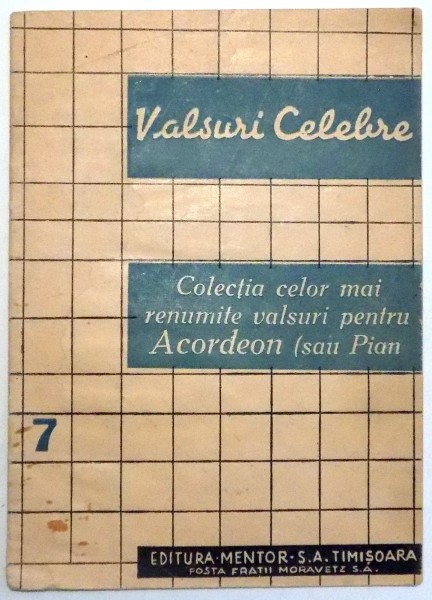 Valsuri Celebre
Colecția celor mai
renumite valsuri pentru
Acordeon (sau Pian
7
EDITURA·MENTOR·S.A. TIMIȘOARA
FOSTA FRAȚII MORAVETZ S.A.